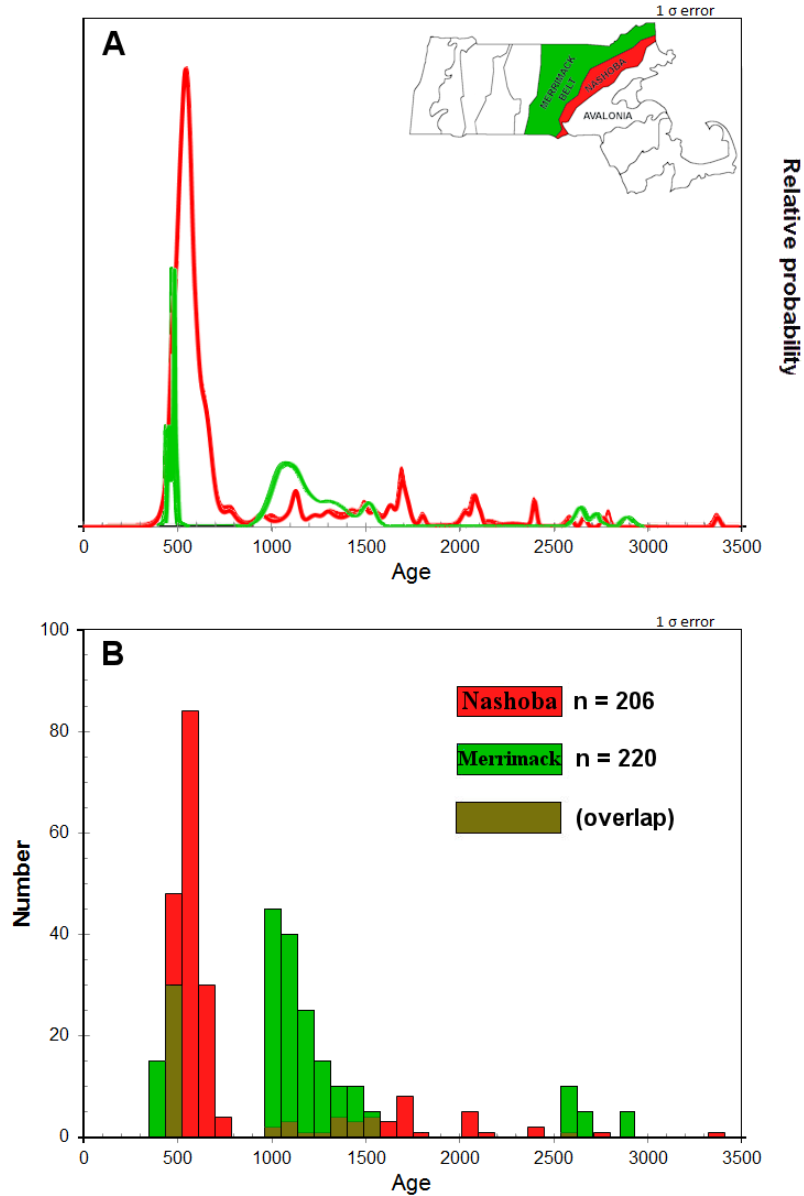 1 σ error
A
MERRIMACK
BELT
NASHOBA
AVALONIA
Relative probability
0 500 1000 1500 2000 2500 3000 3500
Age
1 σ error
B
100
80
60
40
20
0
Number
Nashoba n = 206
Merrimack n = 220
(overlap)
0 500 1000 1500 2000 2500 3000 3500
Age